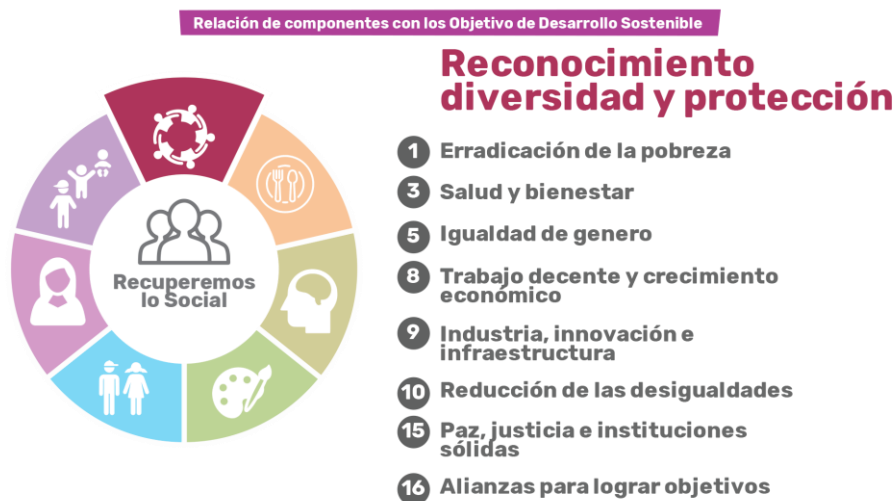 Relación de componentes con los Objetivo de Desarrollo Sostenible
Reconocimiento
diversidad y protección
1 Erradicación de la pobreza
3 Salud y bienestar
5 Igualdad de genero
8 Trabajo decente y crecimiento
económico
9 Industria, innovación e
infraestructura
10 Reducción de las desigualdades
15 Paz, justicia e instituciones
sólidas
16 Alianzas para lograr objetivos
Recuperemos
lo Social